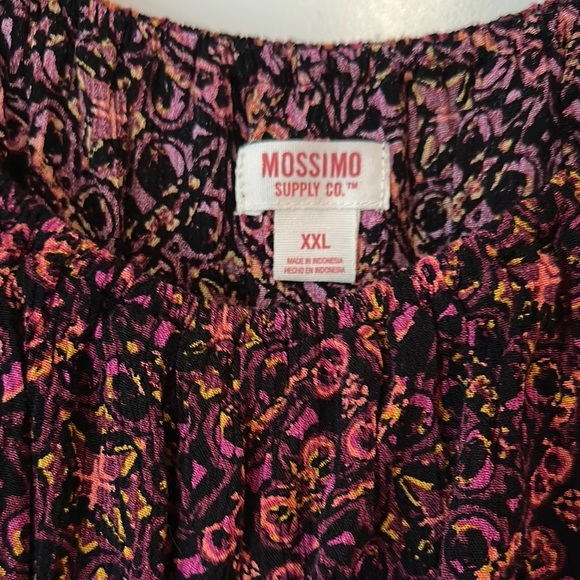 MOSSIMO
SUPPLY CO.™
XXL
MADE IN INDONESIA
HECHO EN INDONESIA